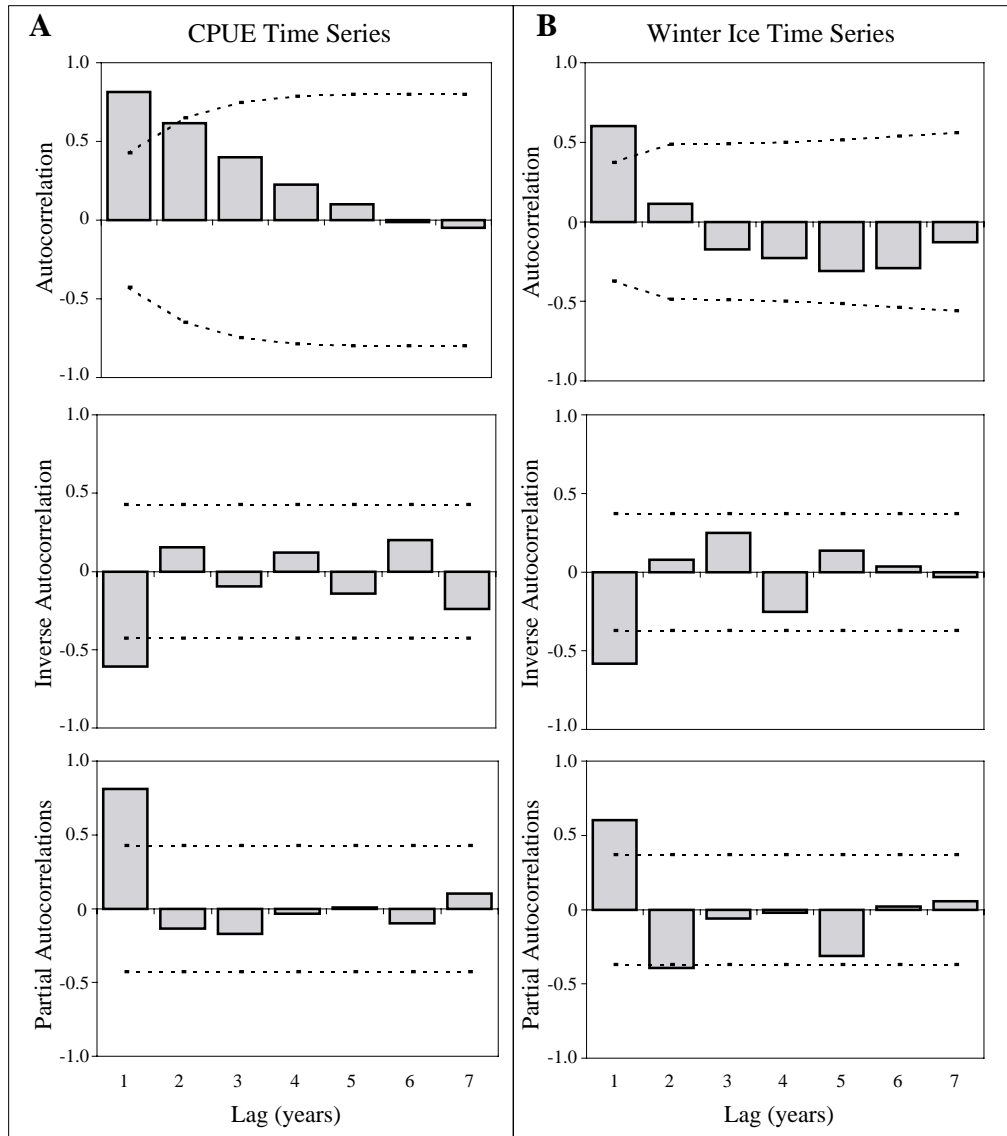 A
CPUE Time Series
1.0
0.5
0
-0.5
-1.0
Autocorrelation
1.0
0.5
0
-0.5
-1.0
Inverse Autocorrelation
1.0
0.5
0
-0.5
-1.0
Partial Autocorrelations
1 2 3 4 5 6 7
Lag (years)
B
Winter Ice Time Series
1.0
0.5
0
-0.5
-1.0
Autocorrelation
1.0
0.5
0
-0.5
-1.0
Inverse Autocorrelation
1.0
0.5
0
-0.5
-1.0
Partial Autocorrelations
1 2 3 4 5 6 7
Lag (years)